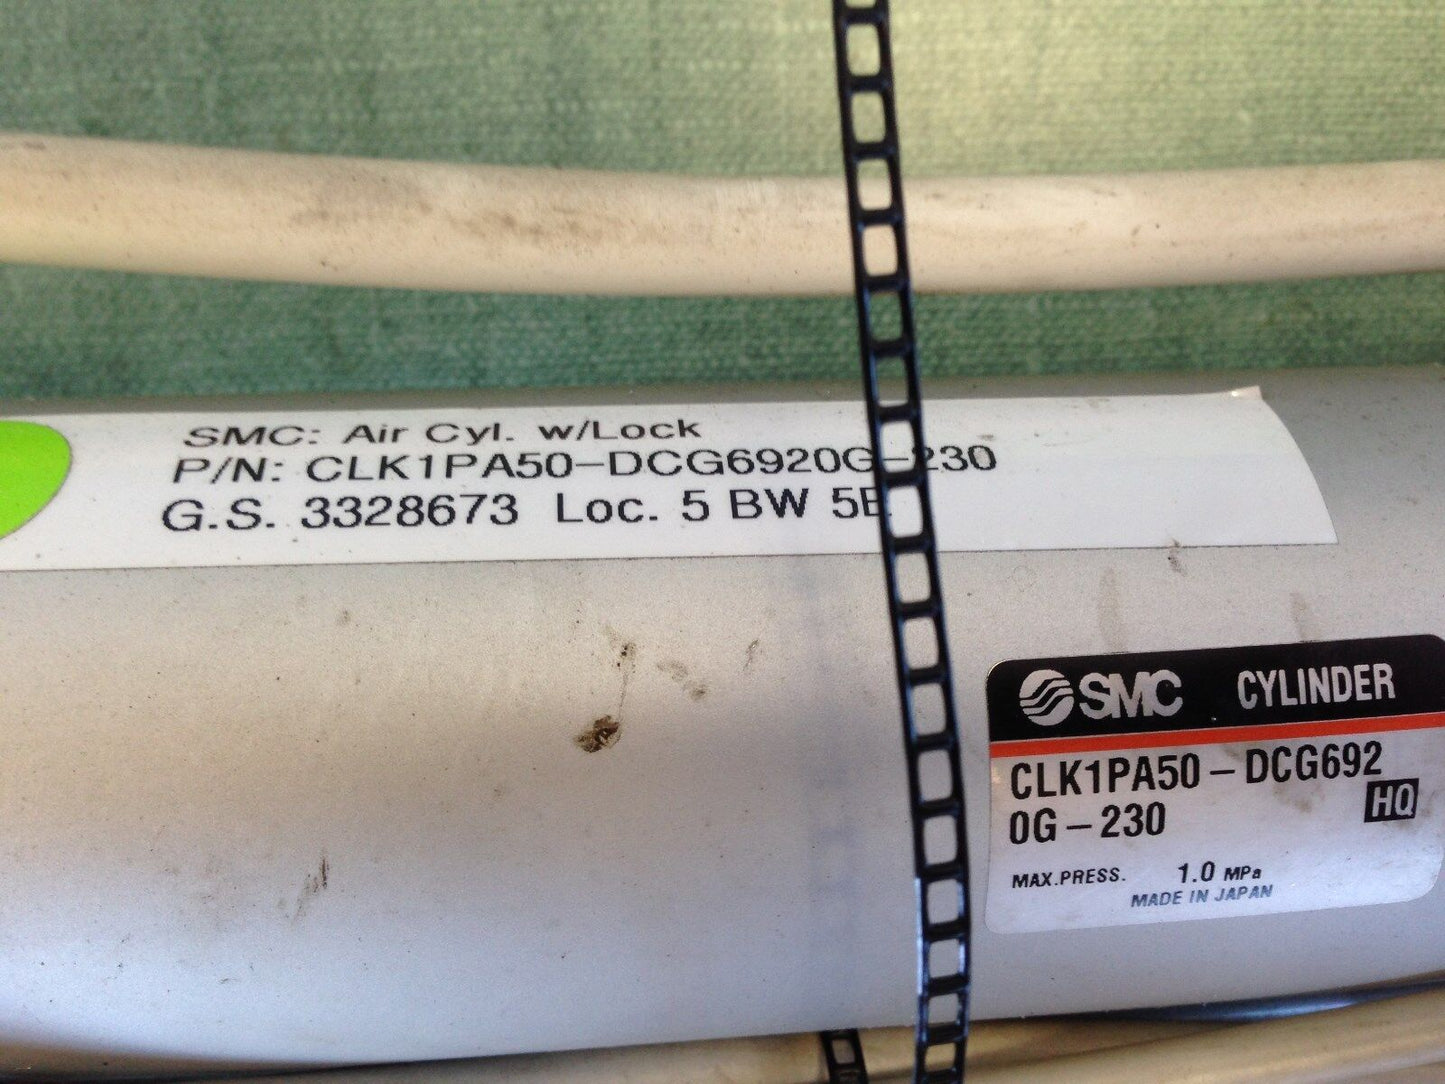 SMC: Air Cyl. w/Lock
P/N: CLK1PA50-DCG6920G-230
G.S. 3328673 Loc. 5 BW 5E
SMC CYLINDER
CLK1PA50-DCG692
0G-230
HQ
MAX.PRESS. 1.0 MPa
MADE IN JAPAN